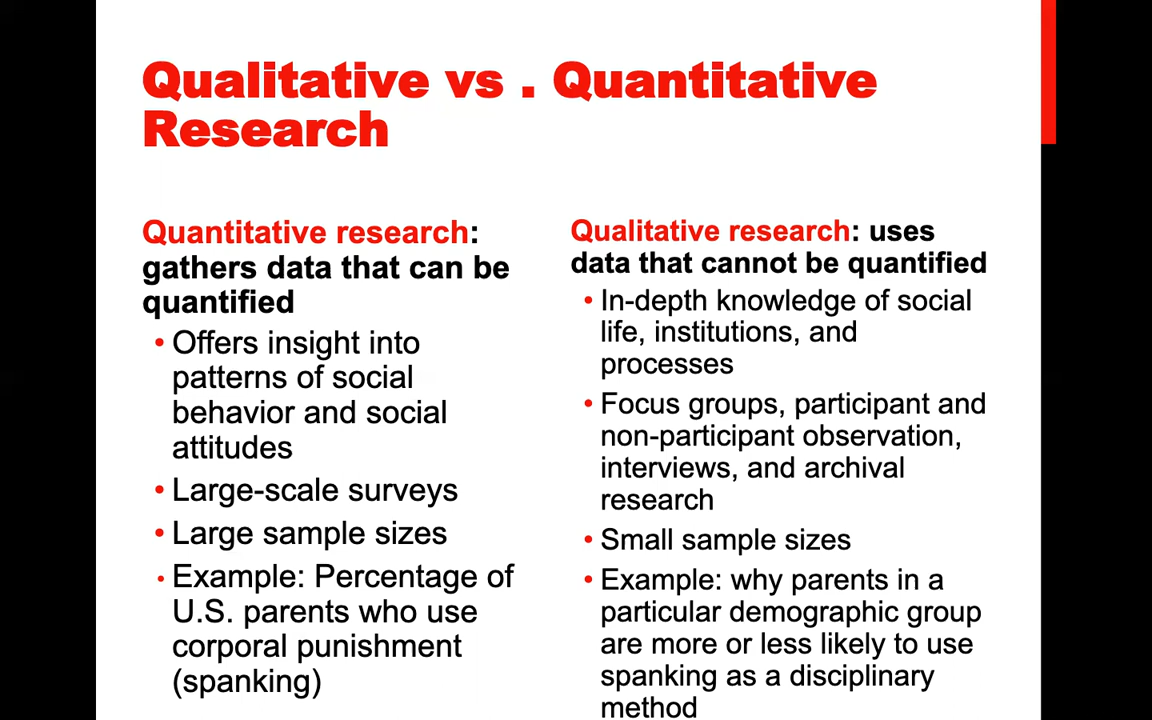 Qualitative vs . Quantitative
Research
Quantitative research:
gathers data that can be
quantified
• Offers insight into
patterns of social
behavior and social
attitudes
• Large-scale surveys
• Large sample sizes
• Example: Percentage of
U.S. parents who use
corporal punishment
(spanking)
Qualitative research: uses
data that cannot be quantified
• In-depth knowledge of social
life, institutions, and
processes
• Focus groups, participant and
non-participant observation,
interviews, and archival
research
• Small sample sizes
• Example: why parents in a
particular demographic group
are more or less likely to use
spanking as a disciplinary
method